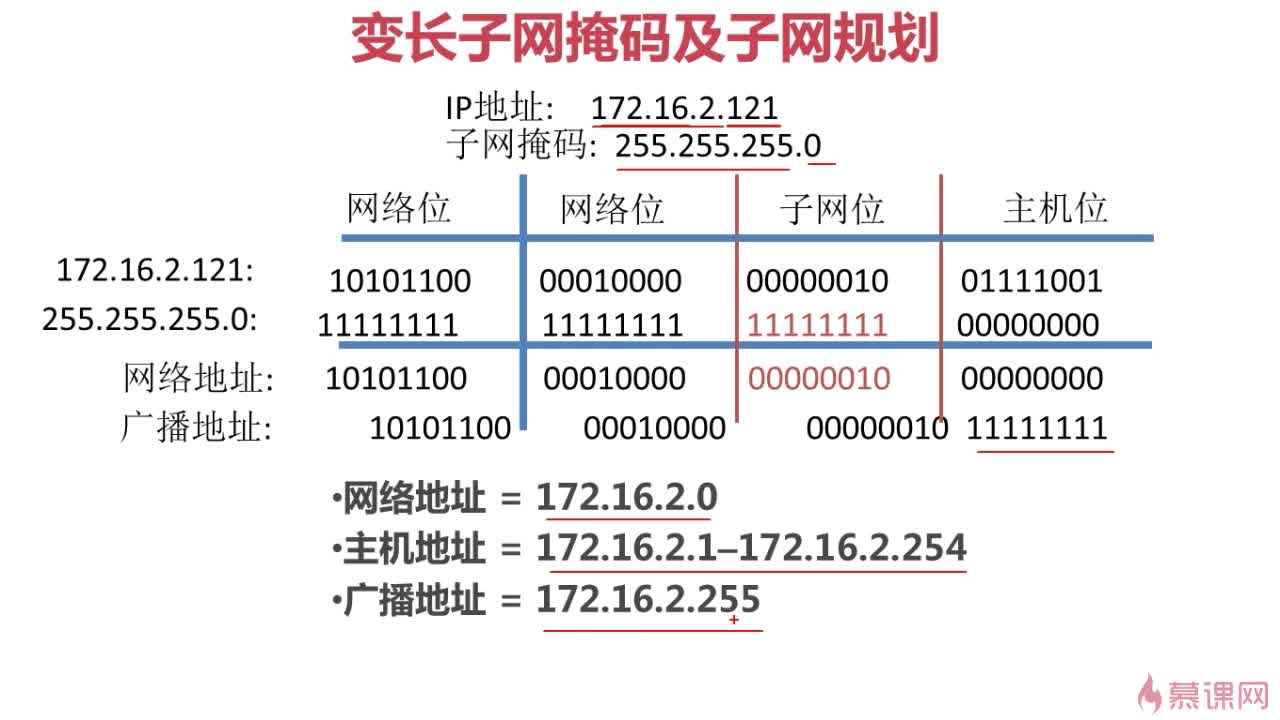 变长子网掩码及子网规划
IP地址: 172.16.2.121
子网掩码: 255.255.255.0
网络位 网络位 子网位 主机位
172.16.2.121: 10101100 00010000 00000010 01111001
255.255.255.0: 11111111 11111111 11111111 00000000
网络地址: 10101100 00010000 00000010 00000000
广播地址: 10101100 00010000 00000010 11111111
•网络地址 = 172.16.2.0
•主机地址 = 172.16.2.1–172.16.2.254
•广播地址 = 172.16.2.255
慕课网